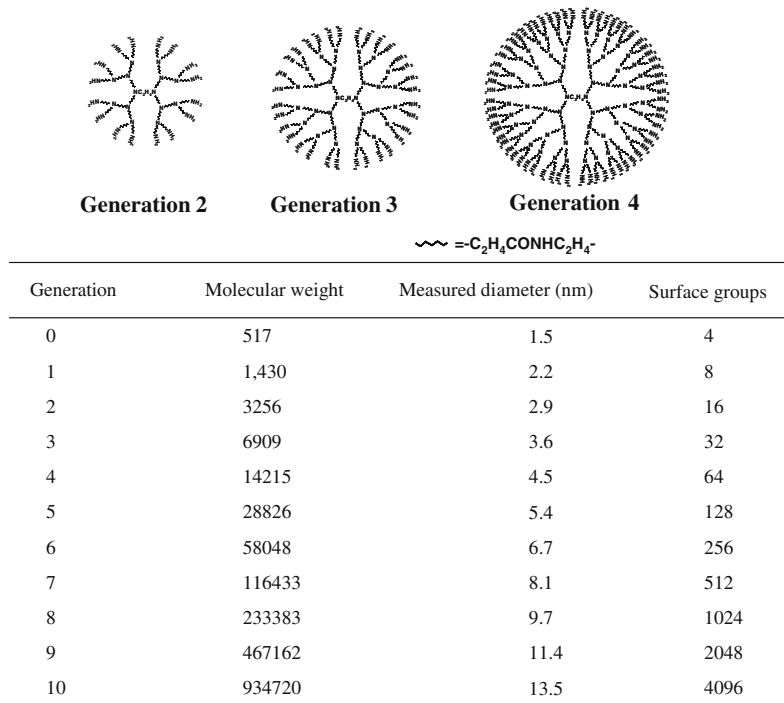 Generation 2
Generation 3
Generation 4
=-C₂H₄CONHC₂H₄-
Generation Molecular weight Measured diameter (nm) Surface groups
0 517 1.5 4
1 1,430 2.2 8
2 3256 2.9 16
3 6909 3.6 32
4 14215 4.5 64
5 28826 5.4 128
6 58048 6.7 256
7 116433 8.1 512
8 233383 9.7 1024
9 467162 11.4 2048
10 934720 13.5 4096